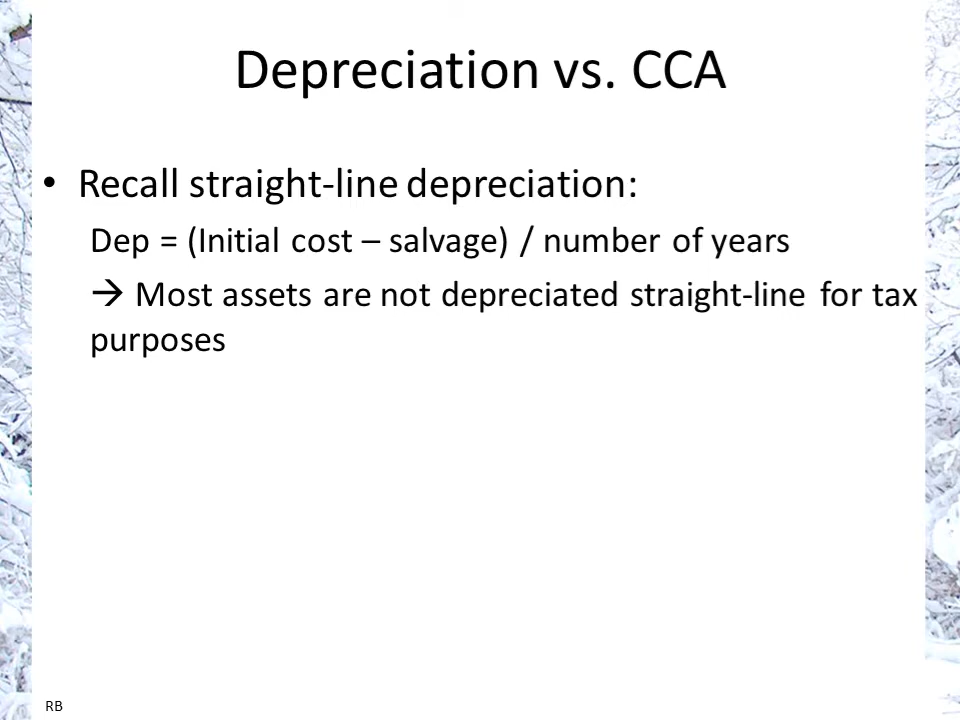 Depreciation vs. CCA
• Recall straight-line depreciation:
Dep = (Initial cost – salvage) / number of years
→ Most assets are not depreciated straight-line for tax
purposes
RB